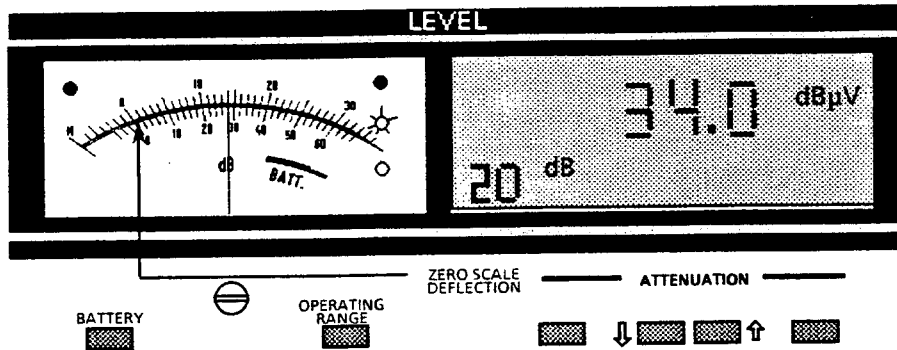 LEVEL
10 20 30
10 20 30 40 50 60
dB
BATT.
34.0 dBµV
20 dB
ZERO SCALE DEFLECTION
ATTENUATION
BATTERY
OPERATING RANGE